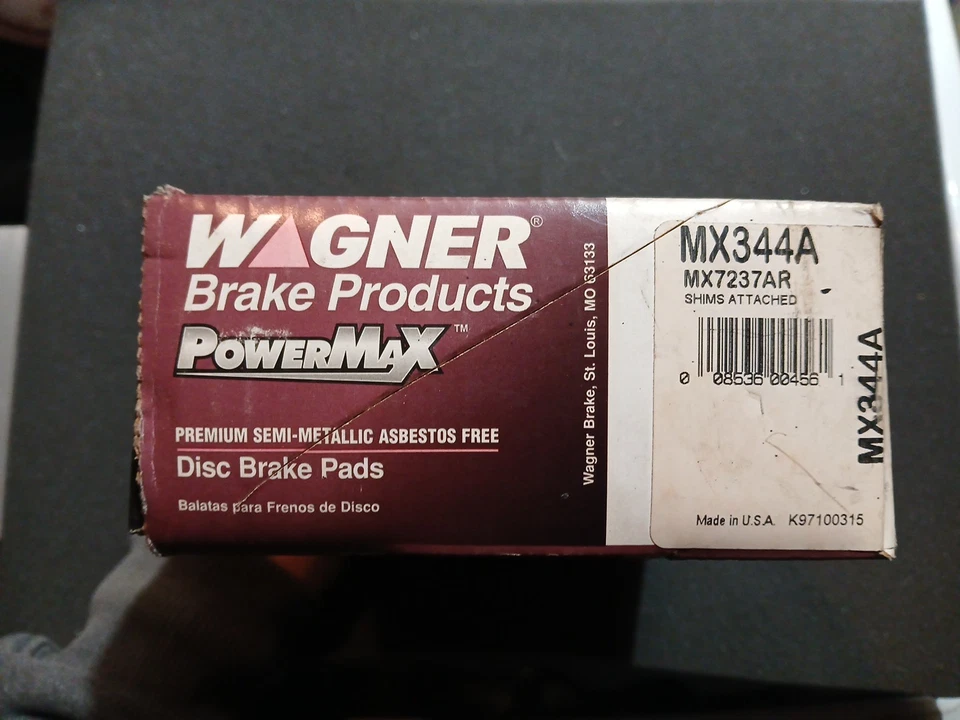 WAGNER®
Brake Products
POWERMAX™
PREMIUM SEMI-METALLIC ASBESTOS FREE
Disc Brake Pads
Balatas para Frenos de Disco
Wagner Brake, St. Louis, MO 63133
MX344A
MX7237AR
SHIMS ATTACHED
0 08536 00456 1
MX344A
Made in U.S.A. K97100315